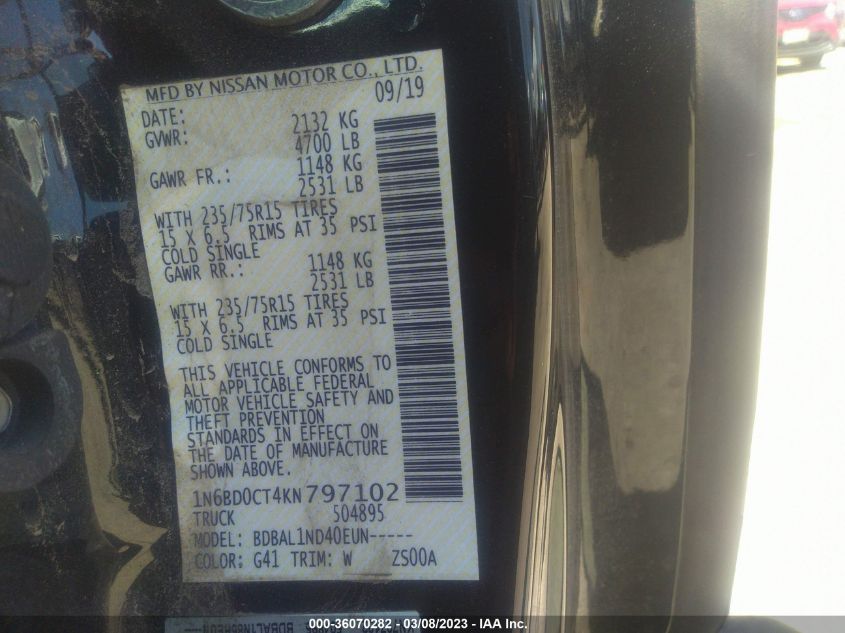 MFD BY NISSAN MOTOR CO., LTD.
DATE: 09/19
GVWR: 2132 KG
4700 LB
GAWR FR.: 1148 KG
2531 LB
WITH 235/75R15 TIRES
15 X 6.5 RIMS AT 35 PSI
COLD SINGLE
GAWR RR.: 1148 KG
2531 LB
WITH 235/75R15 TIRES
15 X 6.5 RIMS AT 35 PSI
COLD SINGLE
THIS VEHICLE CONFORMS TO
ALL APPLICABLE FEDERAL
MOTOR VEHICLE SAFETY AND
THEFT PREVENTION
STANDARDS IN EFFECT ON
THE DATE OF MANUFACTURE
SHOWN ABOVE.
1N6BD0CT4KN797102
TRUCK 504895
MODEL: BDBAL1ND40EUN-----
COLOR: G41 TRIM: W ZS00A
000-36070282 - 03/08/2023 - IAA Inc.